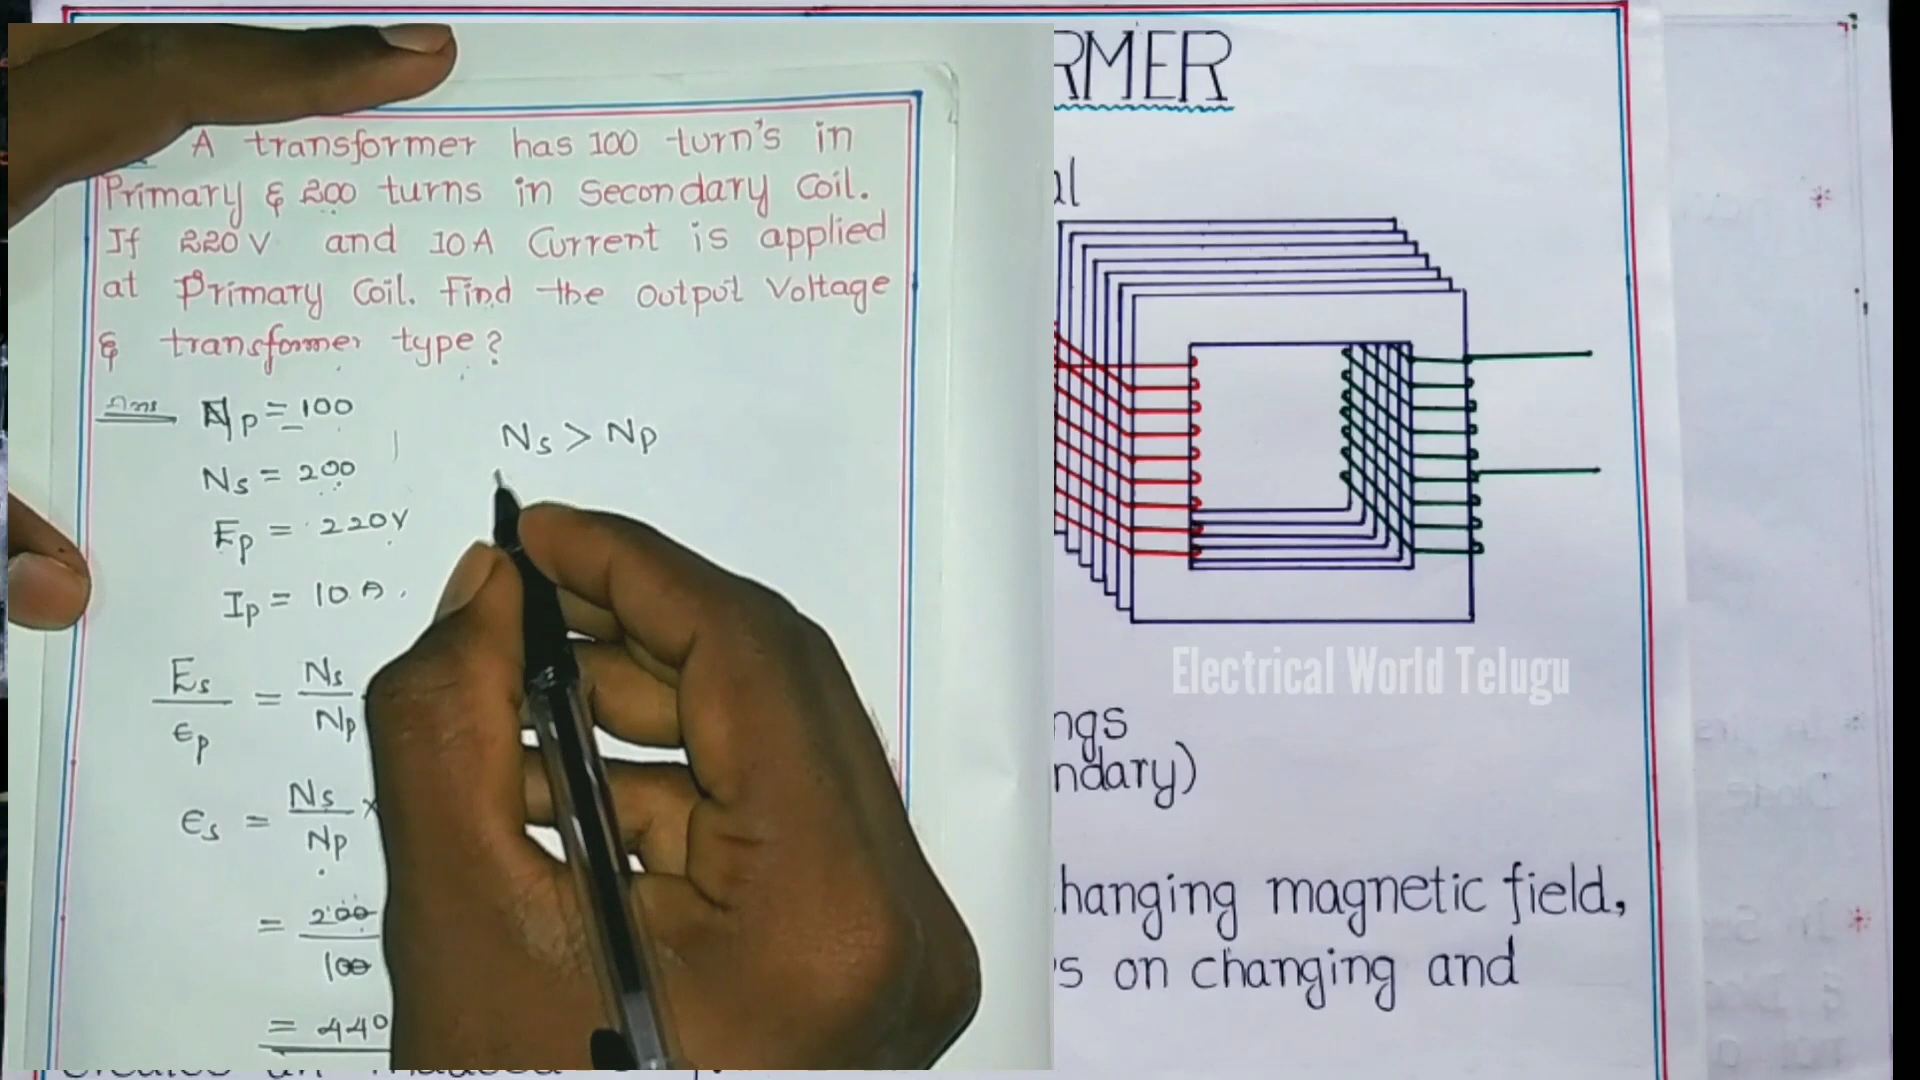 A transformer has 100 turn's in
Primary & 200 turns in Secondary Coil.
If 220V and 10A Current is applied
at Primary Coil. Find the output Voltage
& transformer type?
Ans Np = 100
Ns = 200
Ep = 220V
Ip = 10A.
Ns > Np
Es/Ep = Ns/Np
Es = Ns/Np ×
= 200/100
= 440
RMER
al
Electrical World Telugu
ngs
ndary)
hanging magnetic field,
s on changing and